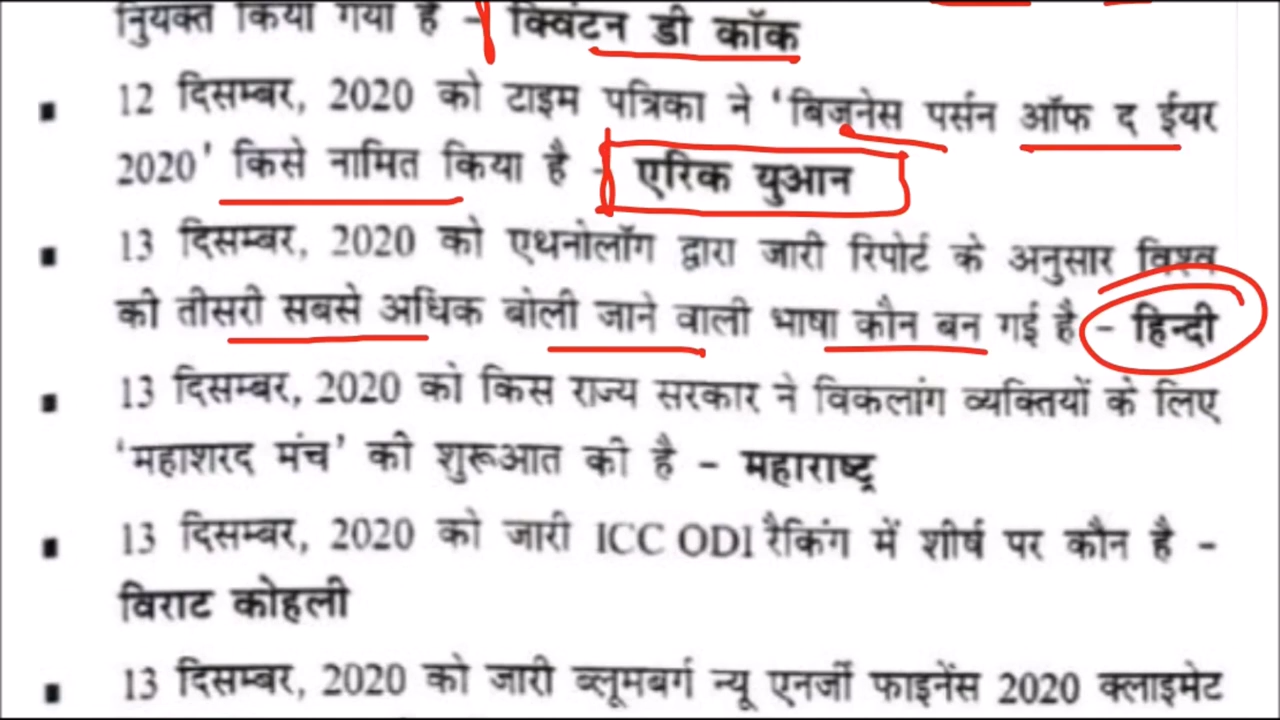 नियुक्त किया गया है - क्विंटन डी कॉक
▪ 12 दिसम्बर, 2020 को टाइम पत्रिका ने ‘बिजनेस पर्सन ऑफ द ईयर
2020’ किसे नामित किया है - एरिक युआन
▪ 13 दिसम्बर, 2020 को एथनोलॉग द्वारा जारी रिपोर्ट के अनुसार विश्व
की तीसरी सबसे अधिक बोली जाने वाली भाषा कौन बन गई है - हिन्दी
▪ 13 दिसम्बर, 2020 को किस राज्य सरकार ने विकलांग व्यक्तियों के लिए
‘महाशरद मंच’ की शुरूआत की है - महाराष्ट्र
▪ 13 दिसम्बर, 2020 को जारी ICC ODI रैकिंग में शीर्ष पर कौन है -
विराट कोहली
▪ 13 दिसम्बर, 2020 को जारी ब्लूमबर्ग न्यू एनर्जी फाइनेंस 2020 क्लाइमेट